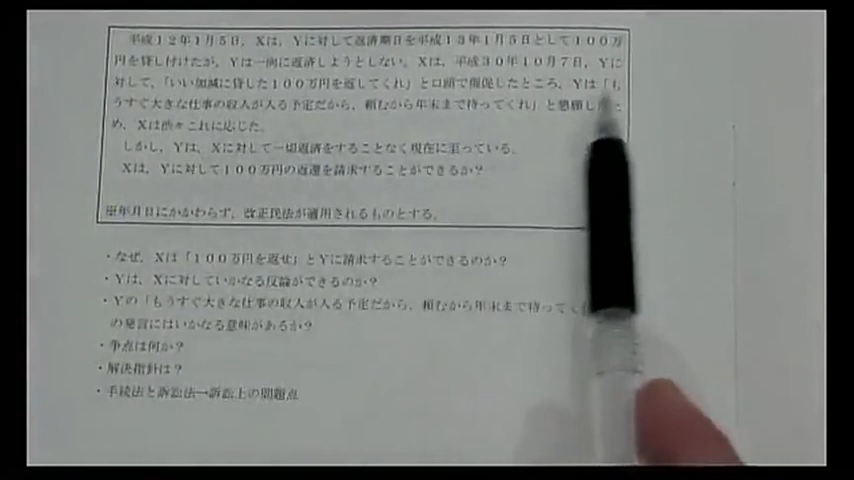 平成１２年１月５日，Ｘは，Ｙに対して返済期日を平成１３年１月５日として１００万
円を貸し付けたが，Ｙは一向に返済しようとしない。Ｘは，平成３０年１０月７日，Ｙに
対して，「いい加減に貸した１００万円を返してくれ」と口頭で催促したところ，Ｙは「も
うすぐ大きな仕事の収入が入る予定だから，頼むから年末まで待ってくれ」と懇願した
め，Ｘは渋々これに応じた。
しかし，Ｙは，Ｘに対して一切返済をすることなく現在に至っている。
Ｘは，Ｙに対して１００万円の返還を請求することができるか？
※年月日にかかわらず，改正民法が適用されるものとする。
・なぜ，Ｘは「１００万円を返せ」とＹに請求することができるのか？
・Ｙは，Ｘに対していかなる反論ができるのか？
・Ｙの「もうすぐ大きな仕事の収入が入る予定だから，頼むから年末まで待ってく
の発言にはいかなる意味があるか？
・争点は何か？
・解決指針は？
・手続法と訴訟法→訴訟上の問題点